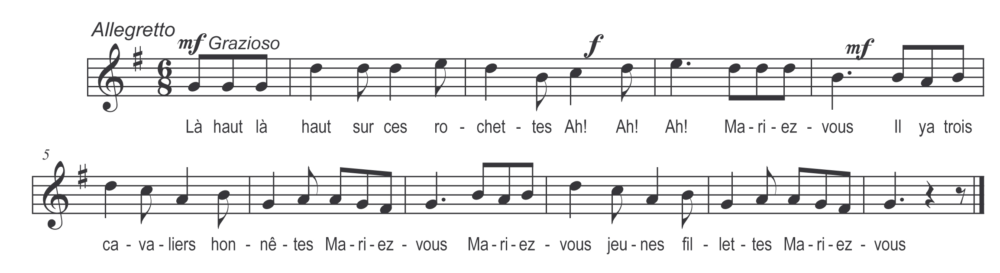 Allegretto
mf Grazioso f mf
6
8
Là haut là haut sur ces ro - chet - tes Ah! Ah! Ah! Ma - ri - ez - vous Il ya trois
5
ca - va - liers hon - nê - tes Ma - ri - ez - vous Ma - ri - ez - vous jeu - nes fil - let - tes Ma - ri - ez - vous